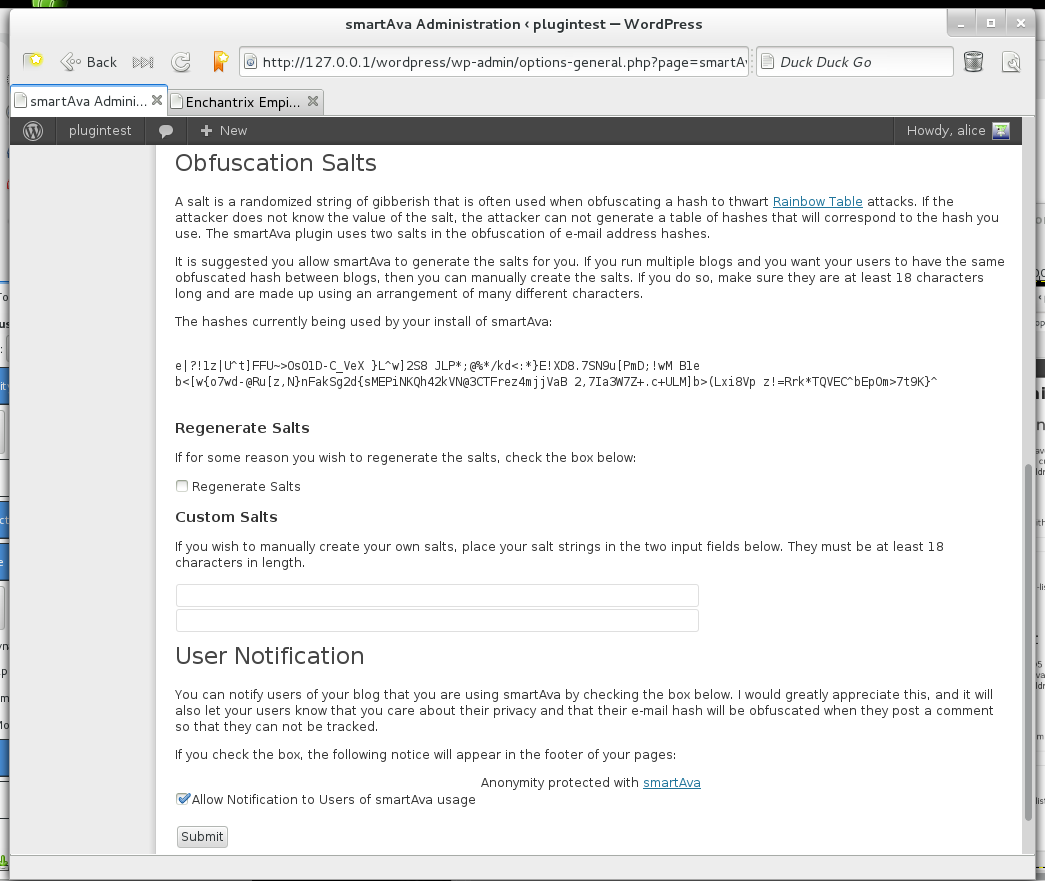 smartAva Administration ‹ plugintest — WordPress
Back
http://127.0.0.1/wordpress/wp-admin/options-general.php?page=smartAv
Duck Duck Go
smartAva Admini...
Enchantrix Empi...
plugintest
New
Howdy, alice
Obfuscation Salts
A salt is a randomized string of gibberish that is often used when obfuscating a hash to thwart Rainbow Table attacks. If the
attacker does not know the value of the salt, the attacker can not generate a table of hashes that will correspond to the hash you
use. The smartAva plugin uses two salts in the obfuscation of e-mail address hashes.
It is suggested you allow smartAva to generate the salts for you. If you run multiple blogs and you want your users to have the same
obfuscated hash between blogs, then you can manually create the salts. If you do so, make sure they are at least 18 characters
long and are made up using an arrangement of many different characters.
The hashes currently being used by your install of smartAva:
e|?!lz|U^t]FFU~>OsOlD-C_VeX }L^w]2S8 JLP*;@%*/kd<:*}E!XD8.7SN9u[PmD;!wM Ble
b<[w{o7wd-@Ru[z,N}nFakSg2d{sMEPiNKQh42kVN@3CTFrez4mjjVaB 2,7Ia3W7Z+.c+ULM]b>(Lxi8Vp z!=Rrk*TQVEC^bEpOm>7t9K}^
Regenerate Salts
If for some reason you wish to regenerate the salts, check the box below:
Regenerate Salts
Custom Salts
If you wish to manually create your own salts, place your salt strings in the two input fields below. They must be at least 18
characters in length.
User Notification
You can notify users of your blog that you are using smartAva by checking the box below. I would greatly appreciate this, and it will
also let your users know that you care about their privacy and that their e-mail hash will be obfuscated when they post a comment
so that they can not be tracked.
If you check the box, the following notice will appear in the footer of your pages:
Anonymity protected with smartAva
Allow Notification to Users of smartAva usage
Submit